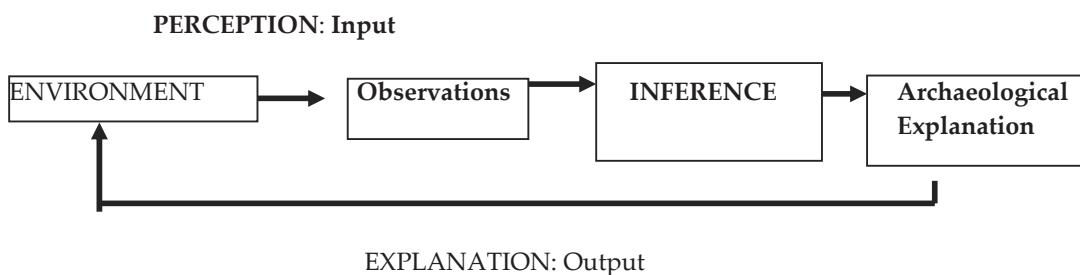 PERCEPTION: Input
ENVIRONMENT
Observations
INFERENCE
Archaeological
Explanation
EXPLANATION: Output